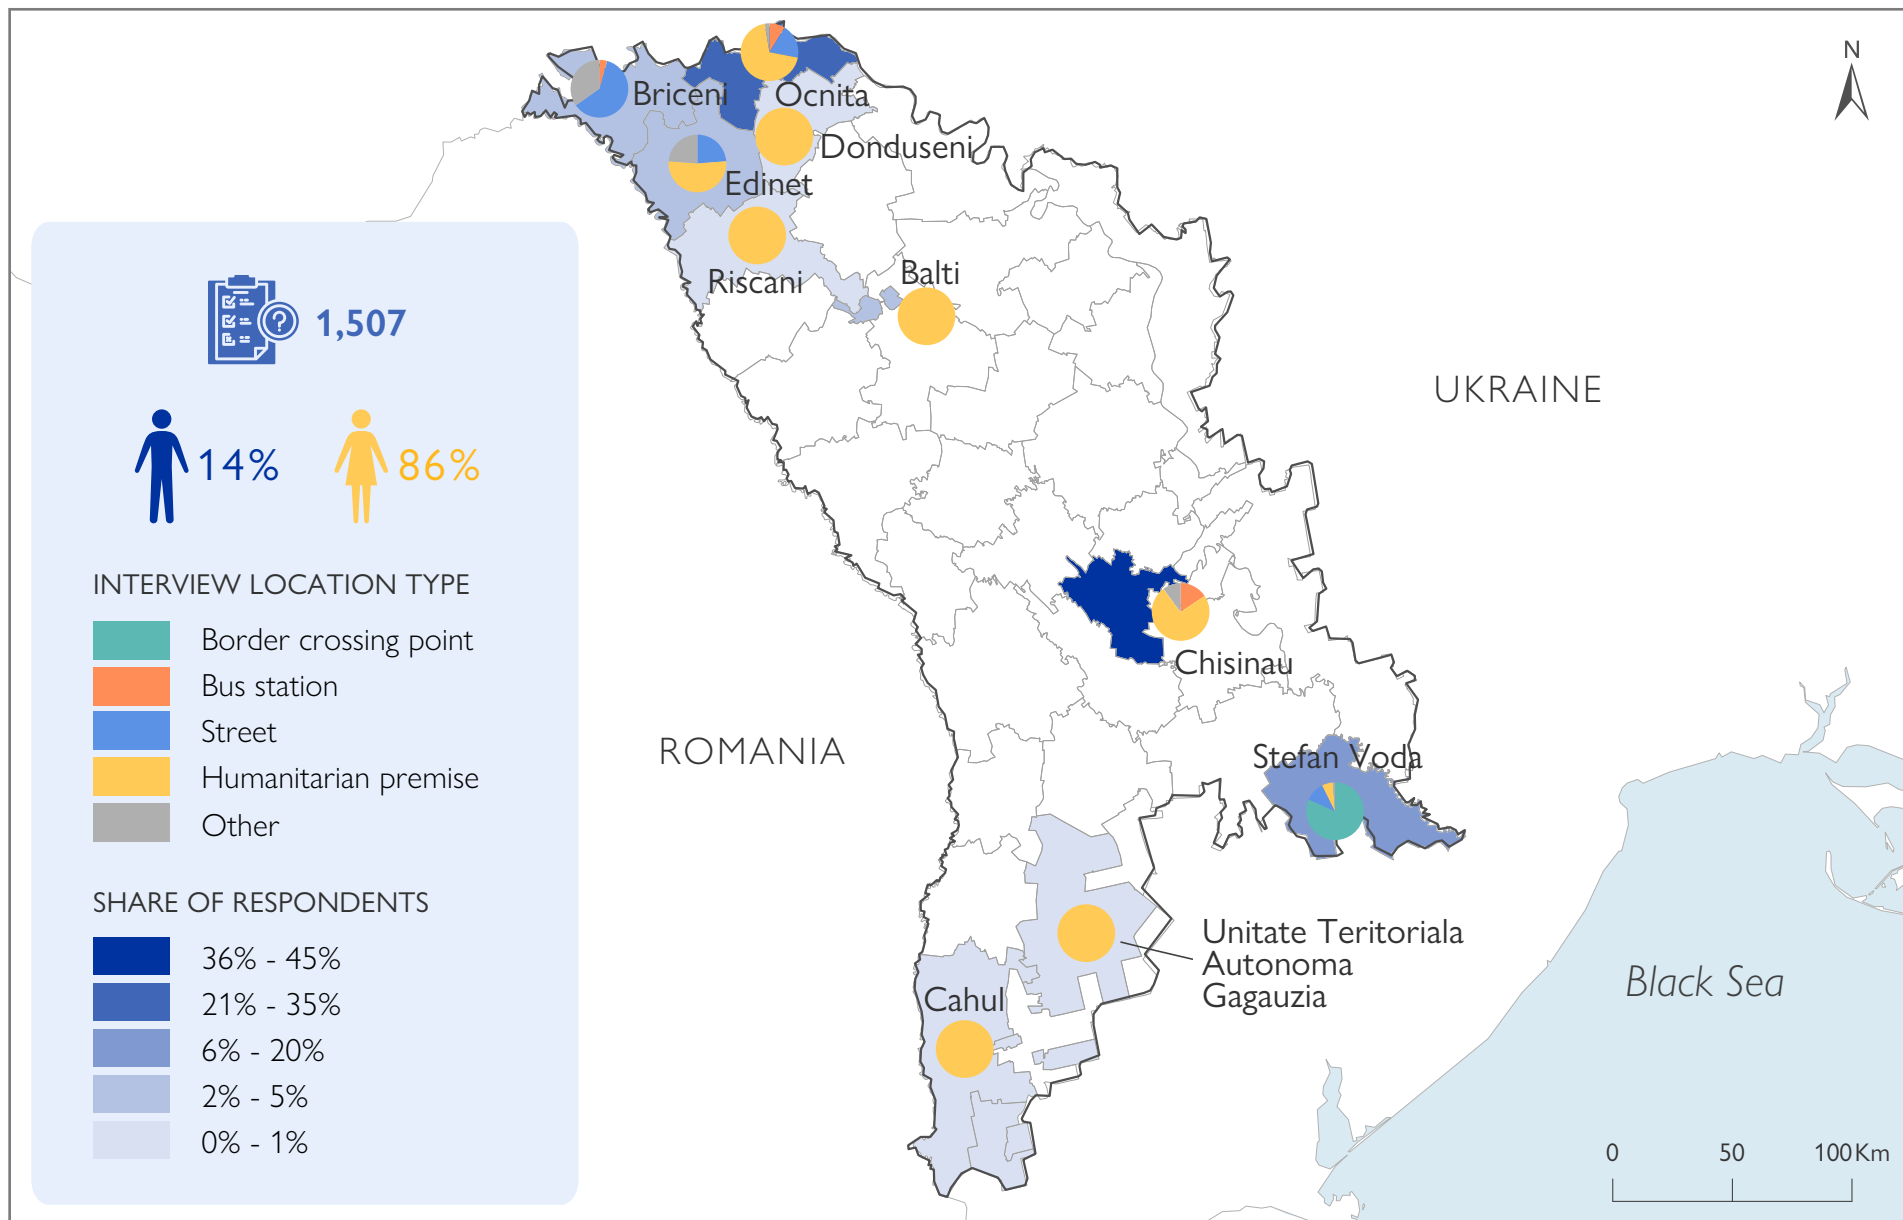 N
Briceni
Ocnita
Donduseni
Edinet
Riscani
Balti
1,507
UKRAINE
14%
86%
INTERVIEW LOCATION TYPE
Border crossing point
Bus station
Street
Humanitarian premise
Other
Chisinau
ROMANIA
Stefan Voda
SHARE OF RESPONDENTS
36% - 45%
21% - 35%
6% - 20%
2% - 5%
0% - 1%
Unitate Teritoriala
Autonoma
Gagauzia
Cahul
Black Sea
0 50 100 Km